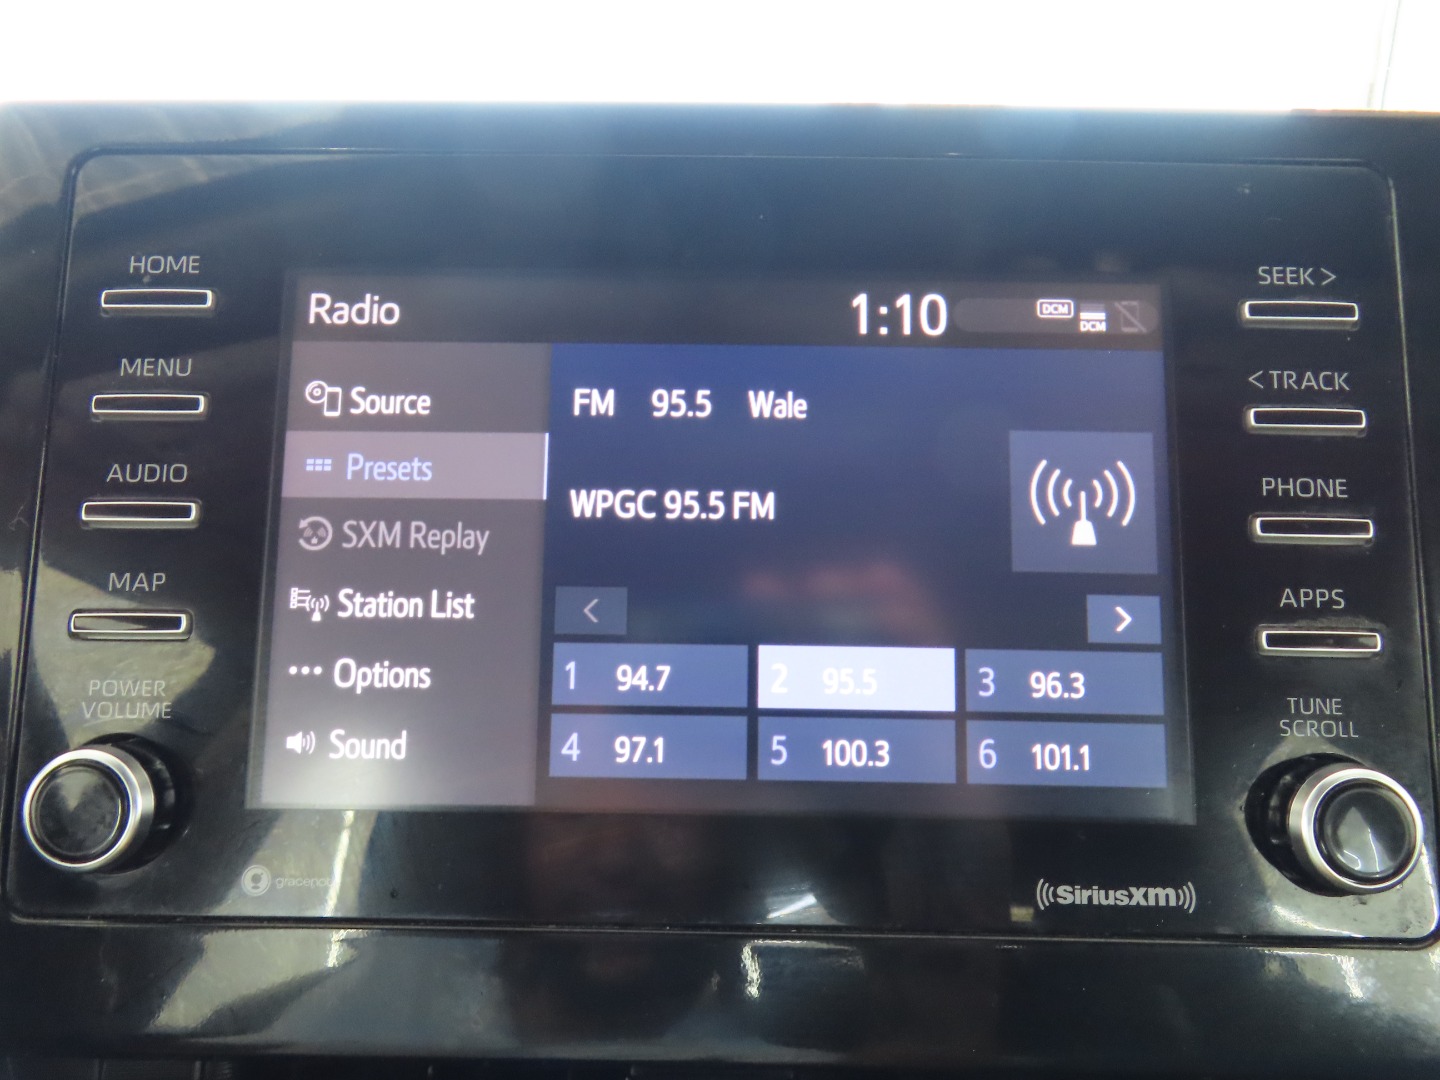 HOME
MENU
AUDIO
MAP
POWER
VOLUME
Radio
1:10
DCM
DCM
Source
Presets
SXM Replay
Station List
Options
Sound
FM 95.5 Wale
WPGC 95.5 FM
<
>
1 94.7
2 95.5
3 96.3
4 97.1
5 100.3
6 101.1
SEEK >
< TRACK
PHONE
APPS
TUNE
SCROLL
gracenote
((SiriusXM))